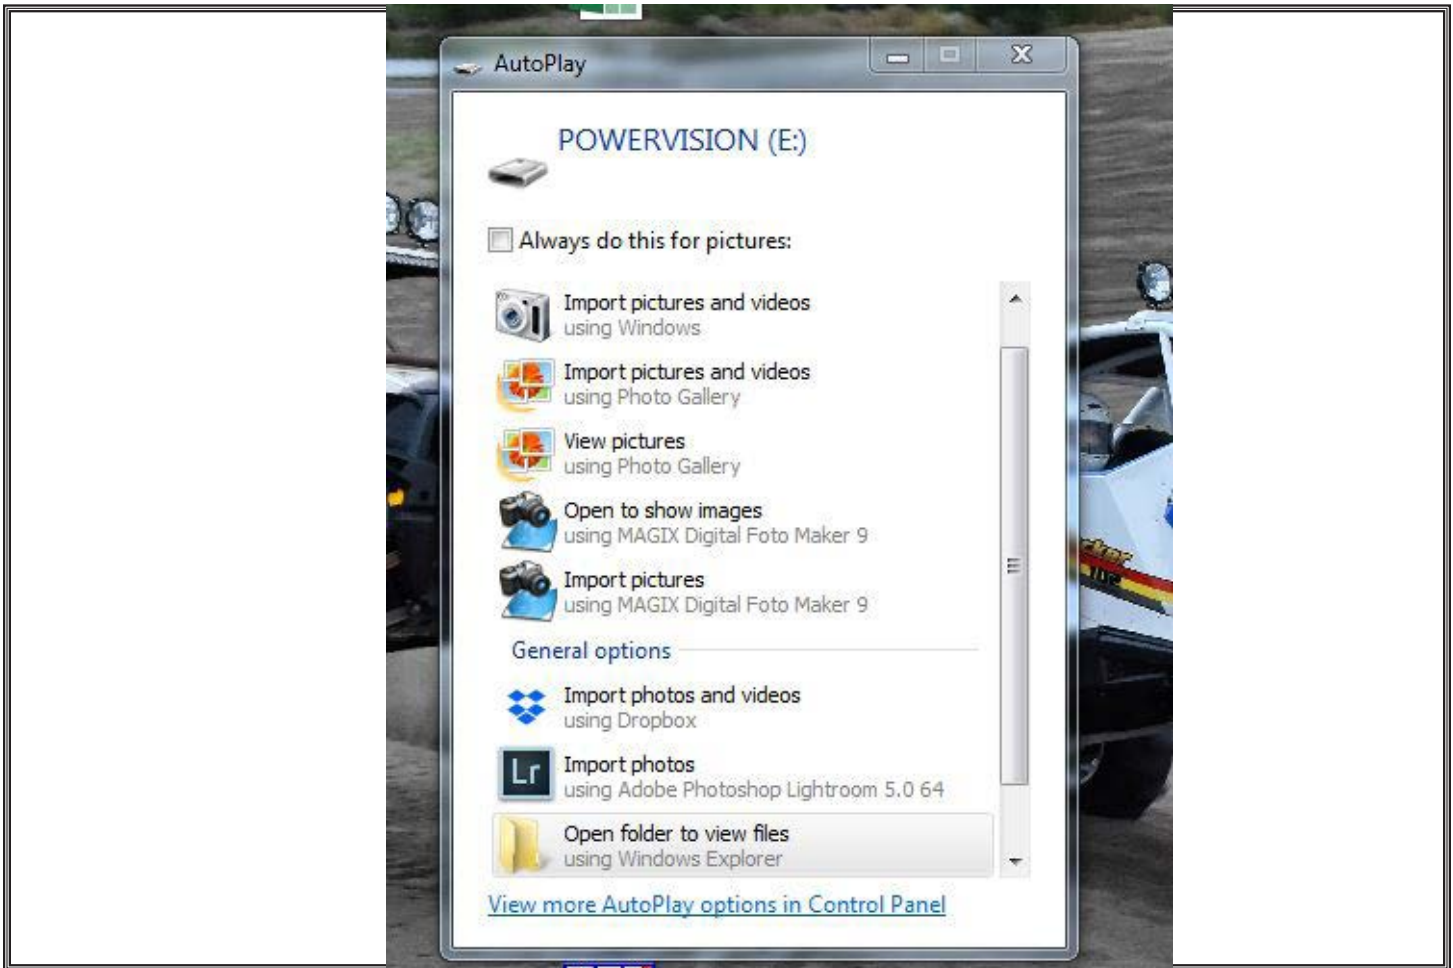 AutoPlay
POWERVISION (E:)
Always do this for pictures:
Import pictures and videos
using Windows
Import pictures and videos
using Photo Gallery
View pictures
using Photo Gallery
Open to show images
using MAGIX Digital Foto Maker 9
Import pictures
using MAGIX Digital Foto Maker 9
General options
Import photos and videos
using Dropbox
Lr
Import photos
using Adobe Photoshop Lightroom 5.0 64
Open folder to view files
using Windows Explorer
View more AutoPlay options in Control Panel